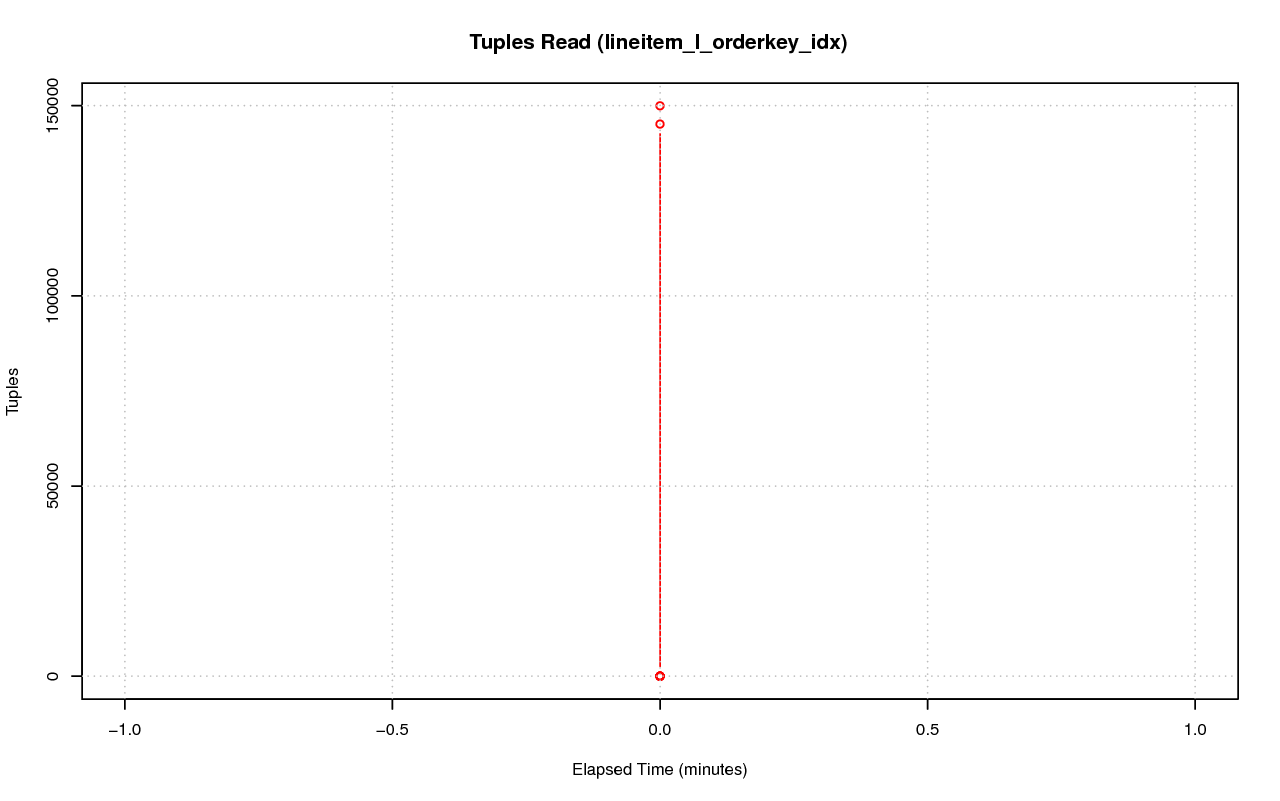 Tuples Read (lineitem_l_orderkey_idx)
Tuples
150000
100000
50000
0
−1.0 −0.5 0.0 0.5 1.0
Elapsed Time (minutes)